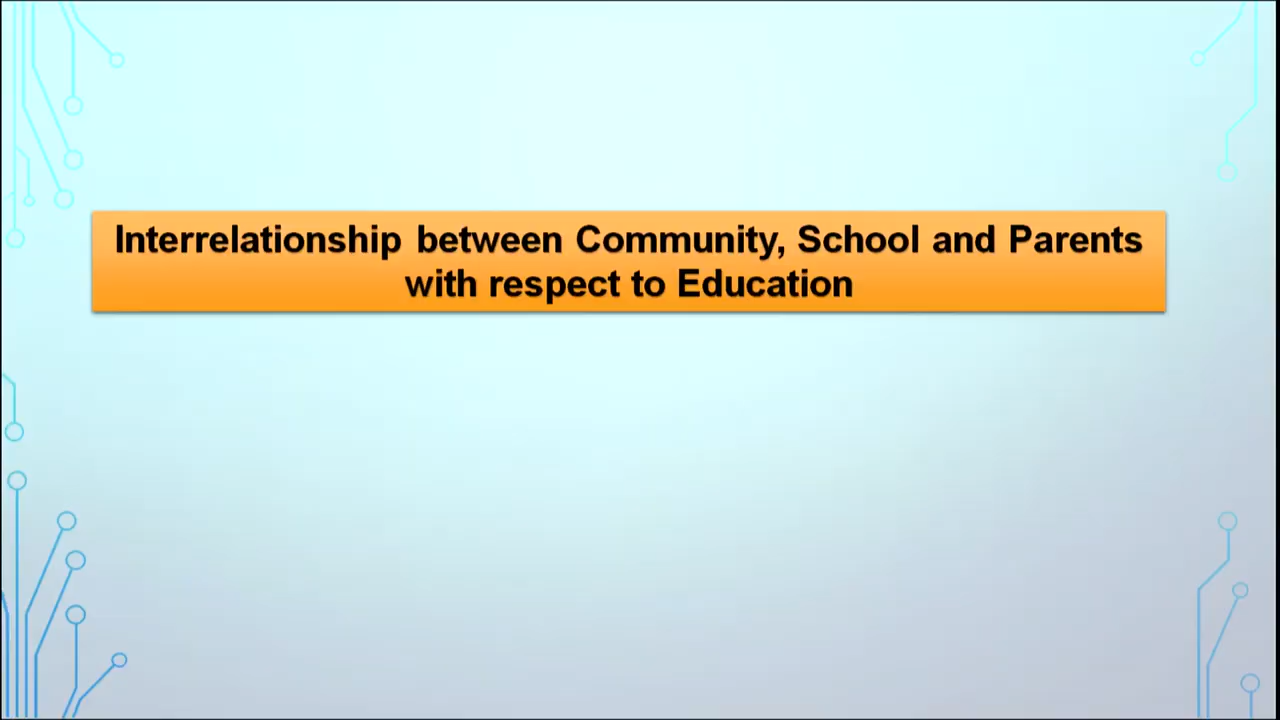 Interrelationship between Community, School and Parents
with respect to Education